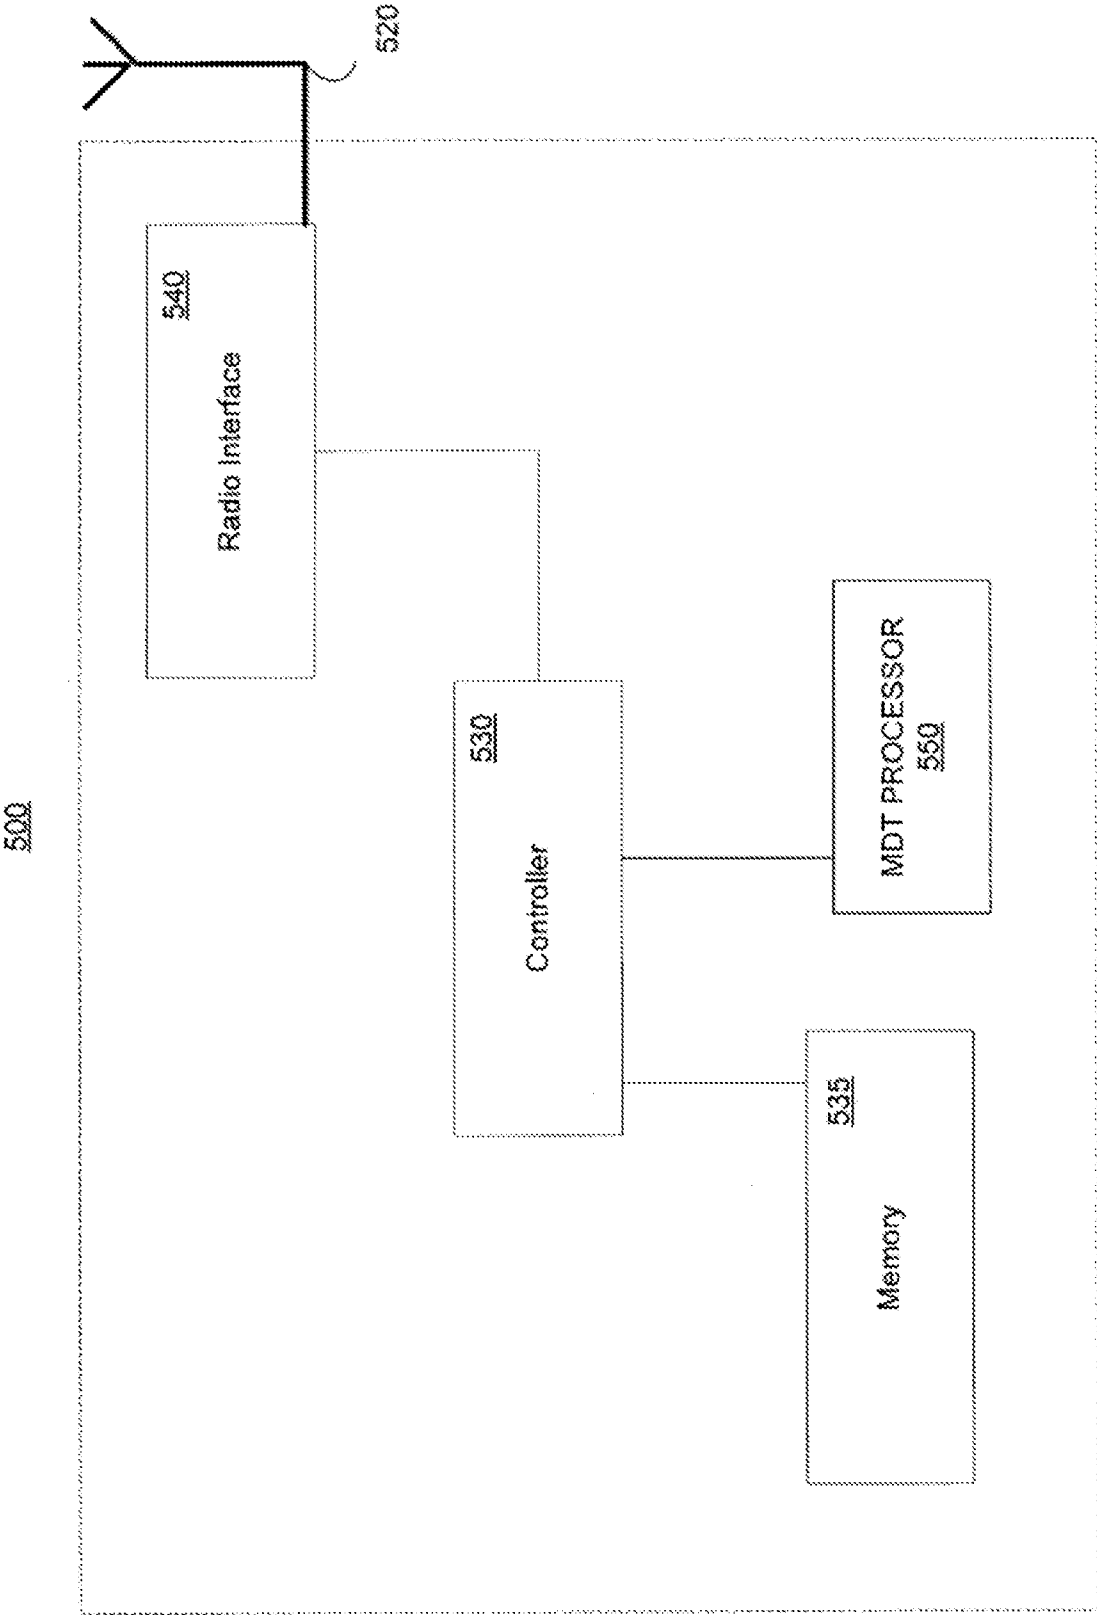 500
520
540
Radio Interface
530
Controller
MDT PROCESSOR
550
535
Memory